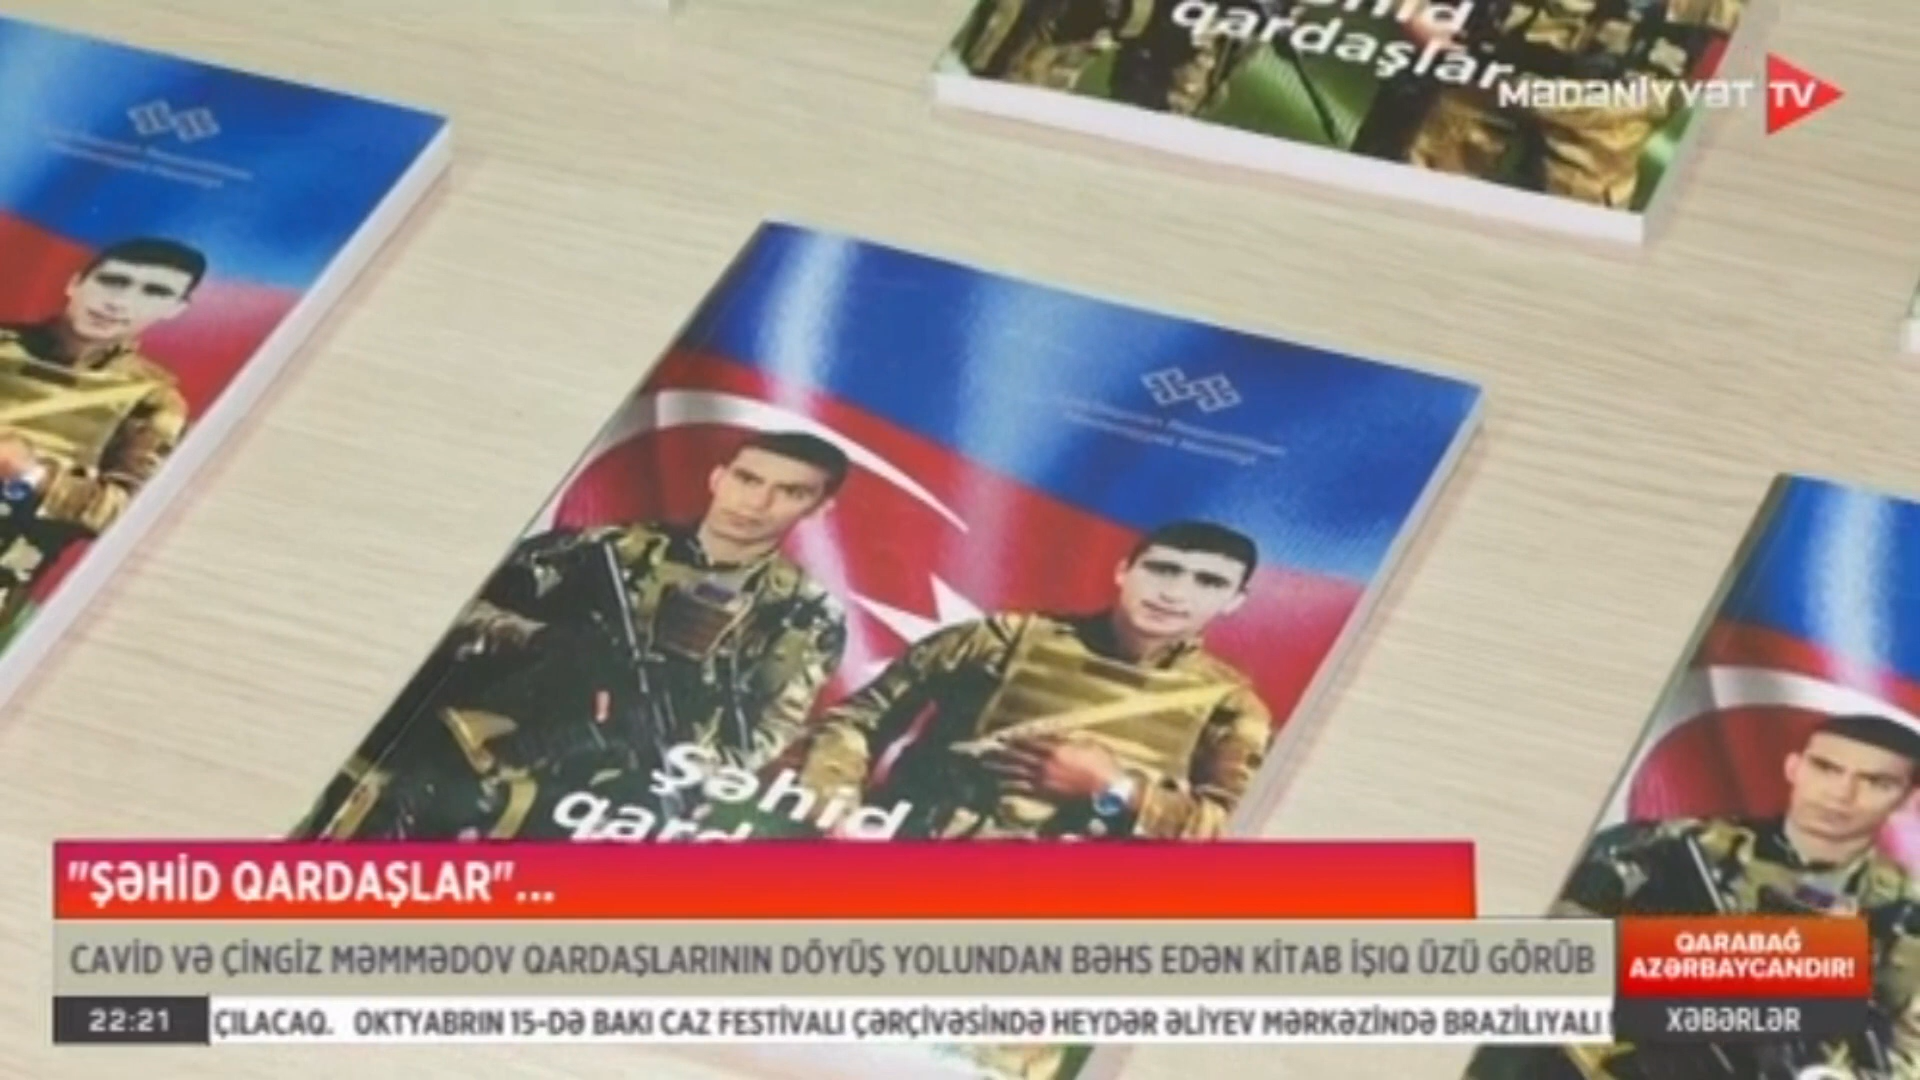 qardaşlar
MƏDƏNİYYƏT TV
Şəhid
"ŞƏHİD QARDAŞLAR"...
CAVİD VƏ ÇİNGİZ MƏMMƏDOV QARDAŞLARININ DÖYÜŞ YOLUNDAN BƏHS EDƏN KİTAB İŞIQ ÜZÜ GÖRÜB
QARABAĞ
AZƏRBAYCANDIR!
22:21
ÇILACAQ. OKTYABRIN 15-DƏ BAKI CAZ FESTİVALI ÇƏRÇİVƏSİNDƏ HEYDƏR ƏLİYEV MƏRKƏZİNDƏ BRAZILIYALI
XƏBƏRLƏR